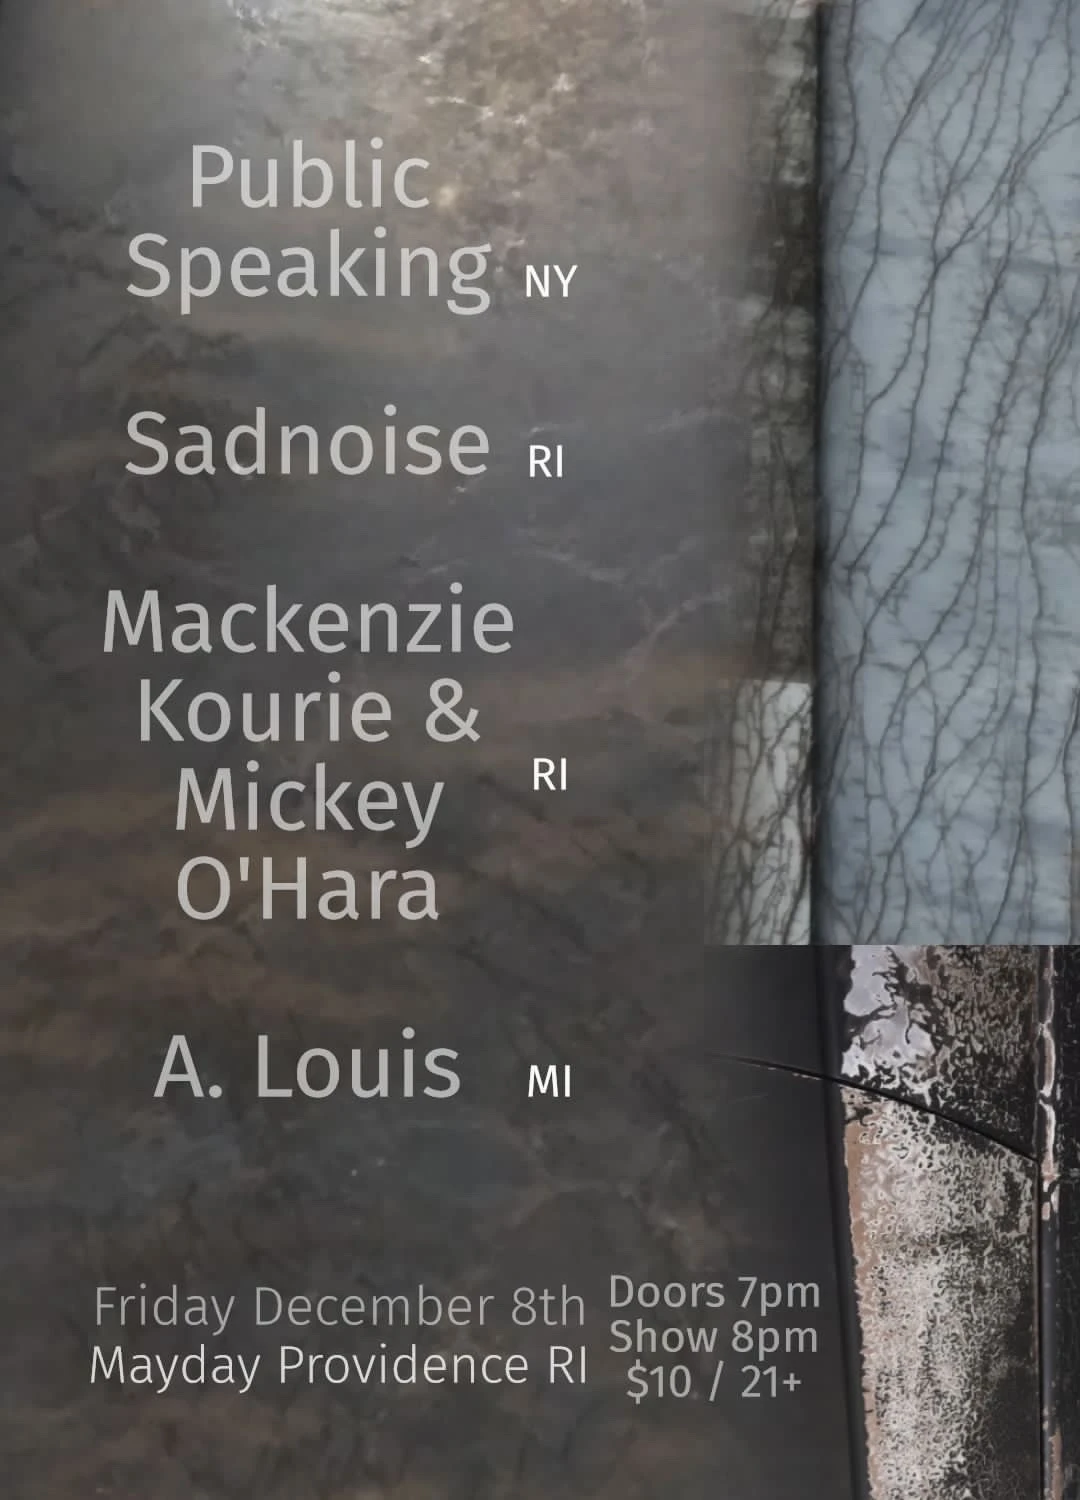 Public
Speaking NY
Sadnoise RI
Mackenzie
Kourie &
Mickey
O'Hara
RI
A. Louis MI
Friday December 8th
Mayday Providence RI
Doors 7pm
Show 8pm
$10 / 21+